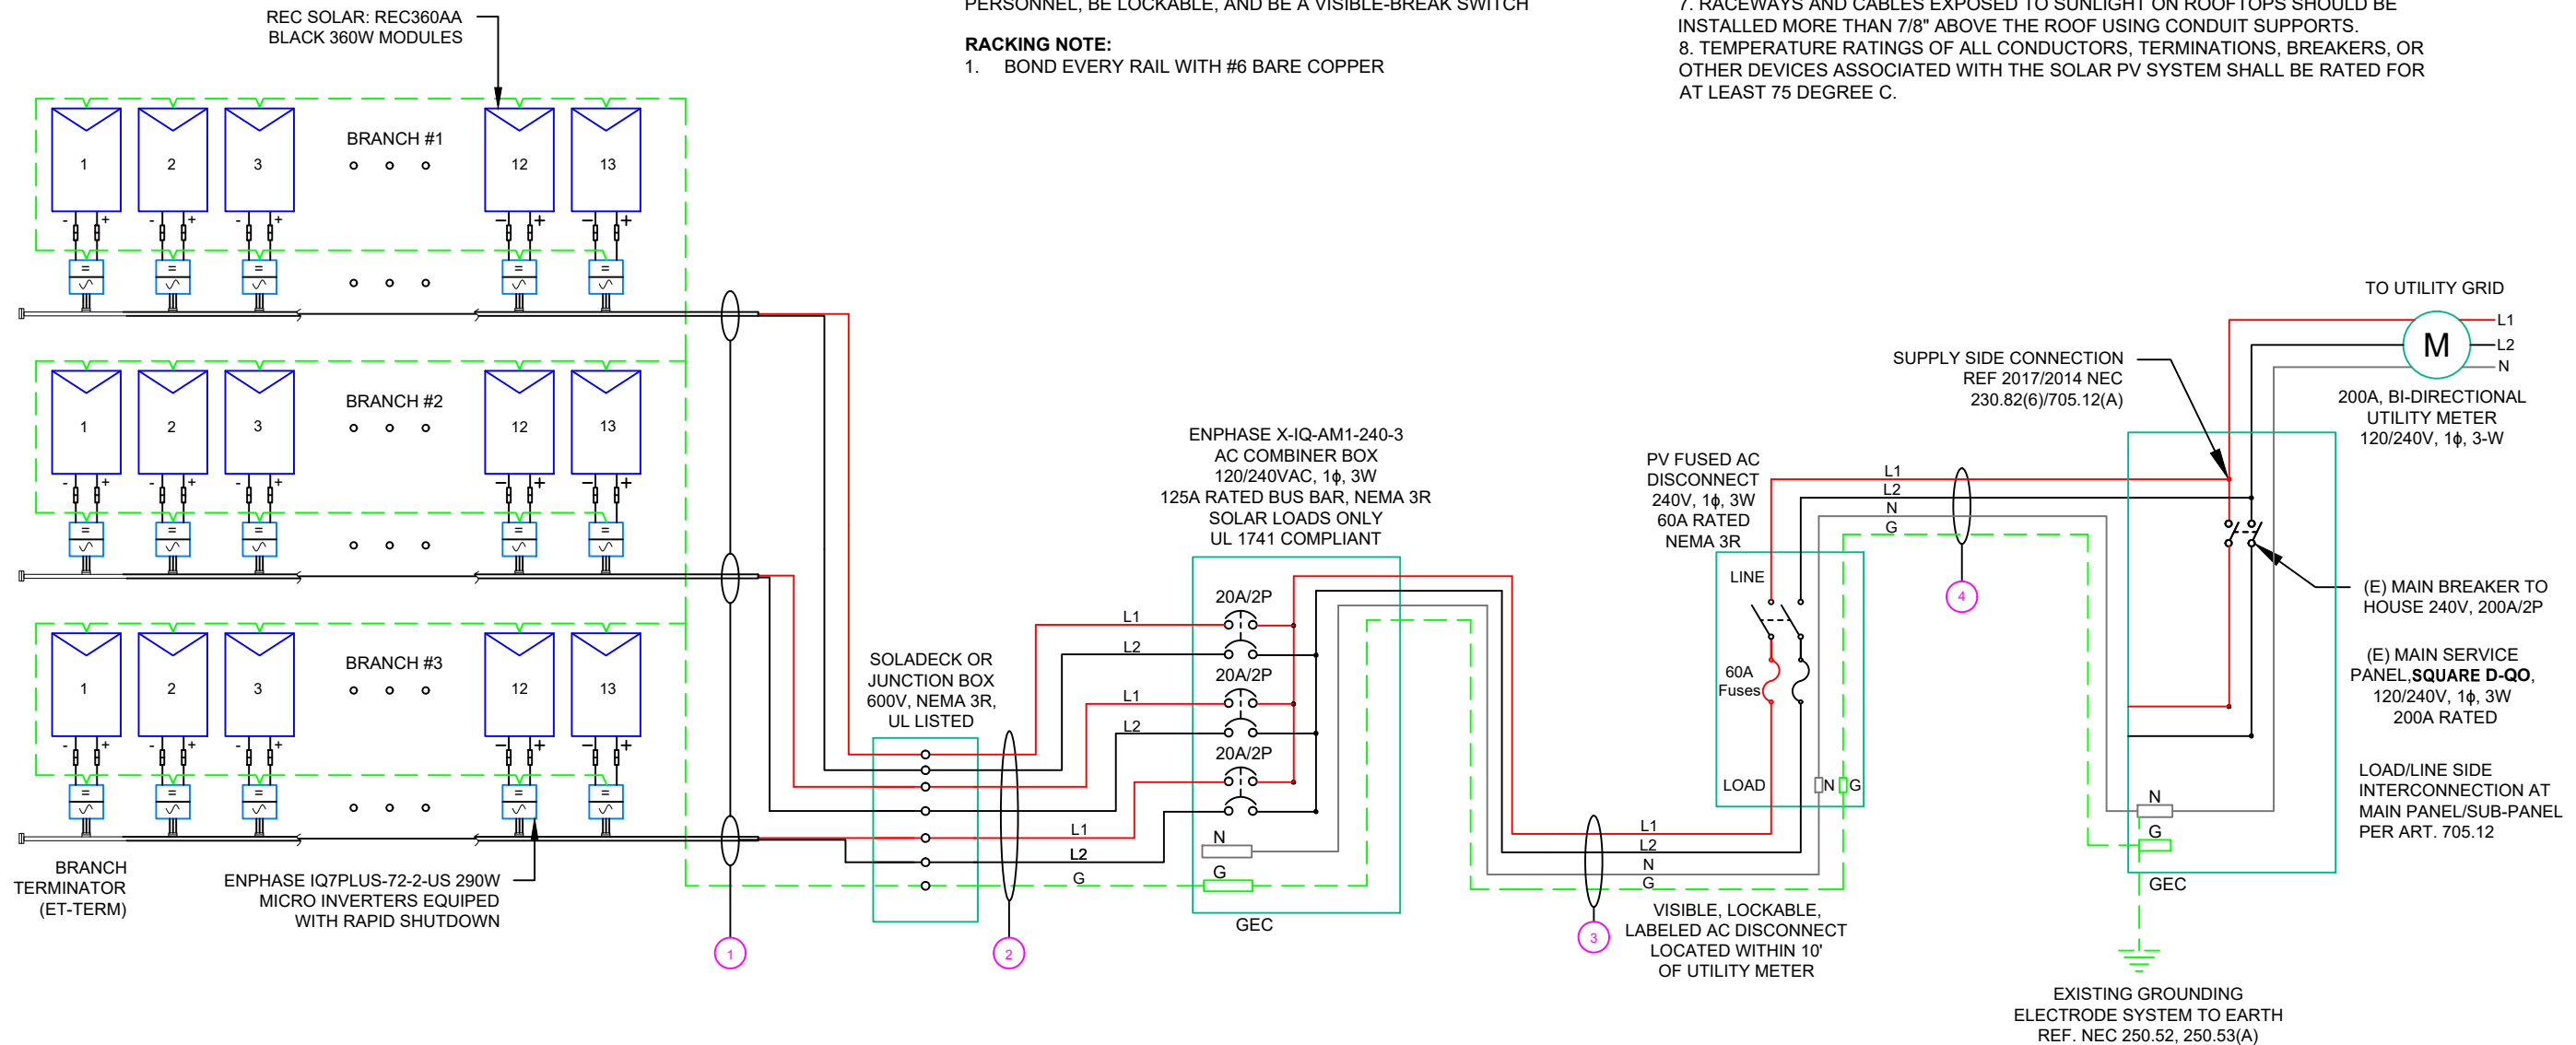 REC SOLAR: REC360AA
BLACK 360W MODULES
PERSONNEL, BE LOCKABLE, AND BE A VISIBLE-BREAK SWITCH
RACKING NOTE:
1. BOND EVERY RAIL WITH #6 BARE COPPER
7. RACEWAYS AND CABLES EXPOSED TO SUNLIGHT ON ROOFTOPS SHOULD BE
INSTALLED MORE THAN 7/8" ABOVE THE ROOF USING CONDUIT SUPPORTS.
8. TEMPERATURE RATINGS OF ALL CONDUCTORS, TERMINATIONS, BREAKERS, OR
OTHER DEVICES ASSOCIATED WITH THE SOLAR PV SYSTEM SHALL BE RATED FOR
AT LEAST 75 DEGREE C.
BRANCH #1
1 2 3 12 13
- + - + - + - + - +
BRANCH #2
1 2 3 12 13
- + - + - + - + - +
BRANCH #3
1 2 3 12 13
- + - + - + - + - +
BRANCH
TERMINATOR
(ET-TERM)
ENPHASE IQ7PLUS-72-2-US 290W
MICRO INVERTERS EQUIPED
WITH RAPID SHUTDOWN
1
SOLADECK OR
JUNCTION BOX
600V, NEMA 3R,
UL LISTED
L1
L2
L1
L2
L1
L2
G
2
ENPHASE X-IQ-AM1-240-3
AC COMBINER BOX
120/240VAC, 1ϕ, 3W
125A RATED BUS BAR, NEMA 3R
SOLAR LOADS ONLY
UL 1741 COMPLIANT
20A/2P
20A/2P
20A/2P
N
G
GEC
L1
L2
N
G
3
PV FUSED AC
DISCONNECT
240V, 1ϕ, 3W
60A RATED
NEMA 3R
LINE
60A
Fuses
LOAD
N G
VISIBLE, LOCKABLE,
LABELED AC DISCONNECT
LOCATED WITHIN 10'
OF UTILITY METER
L1
L2
N
G
4
SUPPLY SIDE CONNECTION
REF 2017/2014 NEC
230.82(6)/705.12(A)
TO UTILITY GRID
M
L1
L2
N
200A, BI-DIRECTIONAL
UTILITY METER
120/240V, 1ϕ, 3-W
(E) MAIN BREAKER TO
HOUSE 240V, 200A/2P
(E) MAIN SERVICE
PANEL,SQUARE D-QO,
120/240V, 1ϕ, 3W
200A RATED
LOAD/LINE SIDE
INTERCONNECTION AT
MAIN PANEL/SUB-PANEL
PER ART. 705.12
N
G
GEC
EXISTING GROUNDING
ELECTRODE SYSTEM TO EARTH
REF. NEC 250.52, 250.53(A)